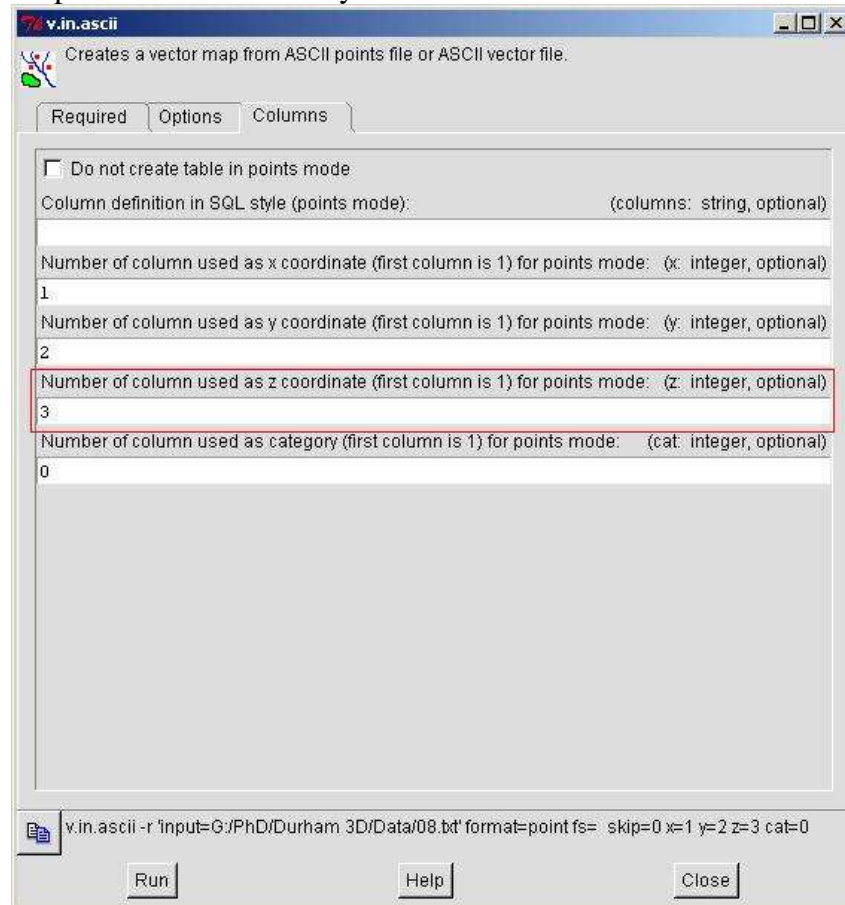 v.in.ascii
Creates a vector map from ASCII points file or ASCII vector file.
Required Options Columns
Do not create table in points mode
Column definition in SQL style (points mode): (columns: string, optional)
Number of column used as x coordinate (first column is 1) for points mode: (x: integer, optional)
1
Number of column used as y coordinate (first column is 1) for points mode: (y: integer, optional)
2
Number of column used as z coordinate (first column is 1) for points mode: (z: integer, optional)
3
Number of column used as category (first column is 1) for points mode: (cat: integer, optional)
0
v.in.ascii -r 'input=G:/PhD/Durham 3D/Data/08.txt' format=point fs= skip=0 x=1 y=2 z=3 cat=0
Run Help Close